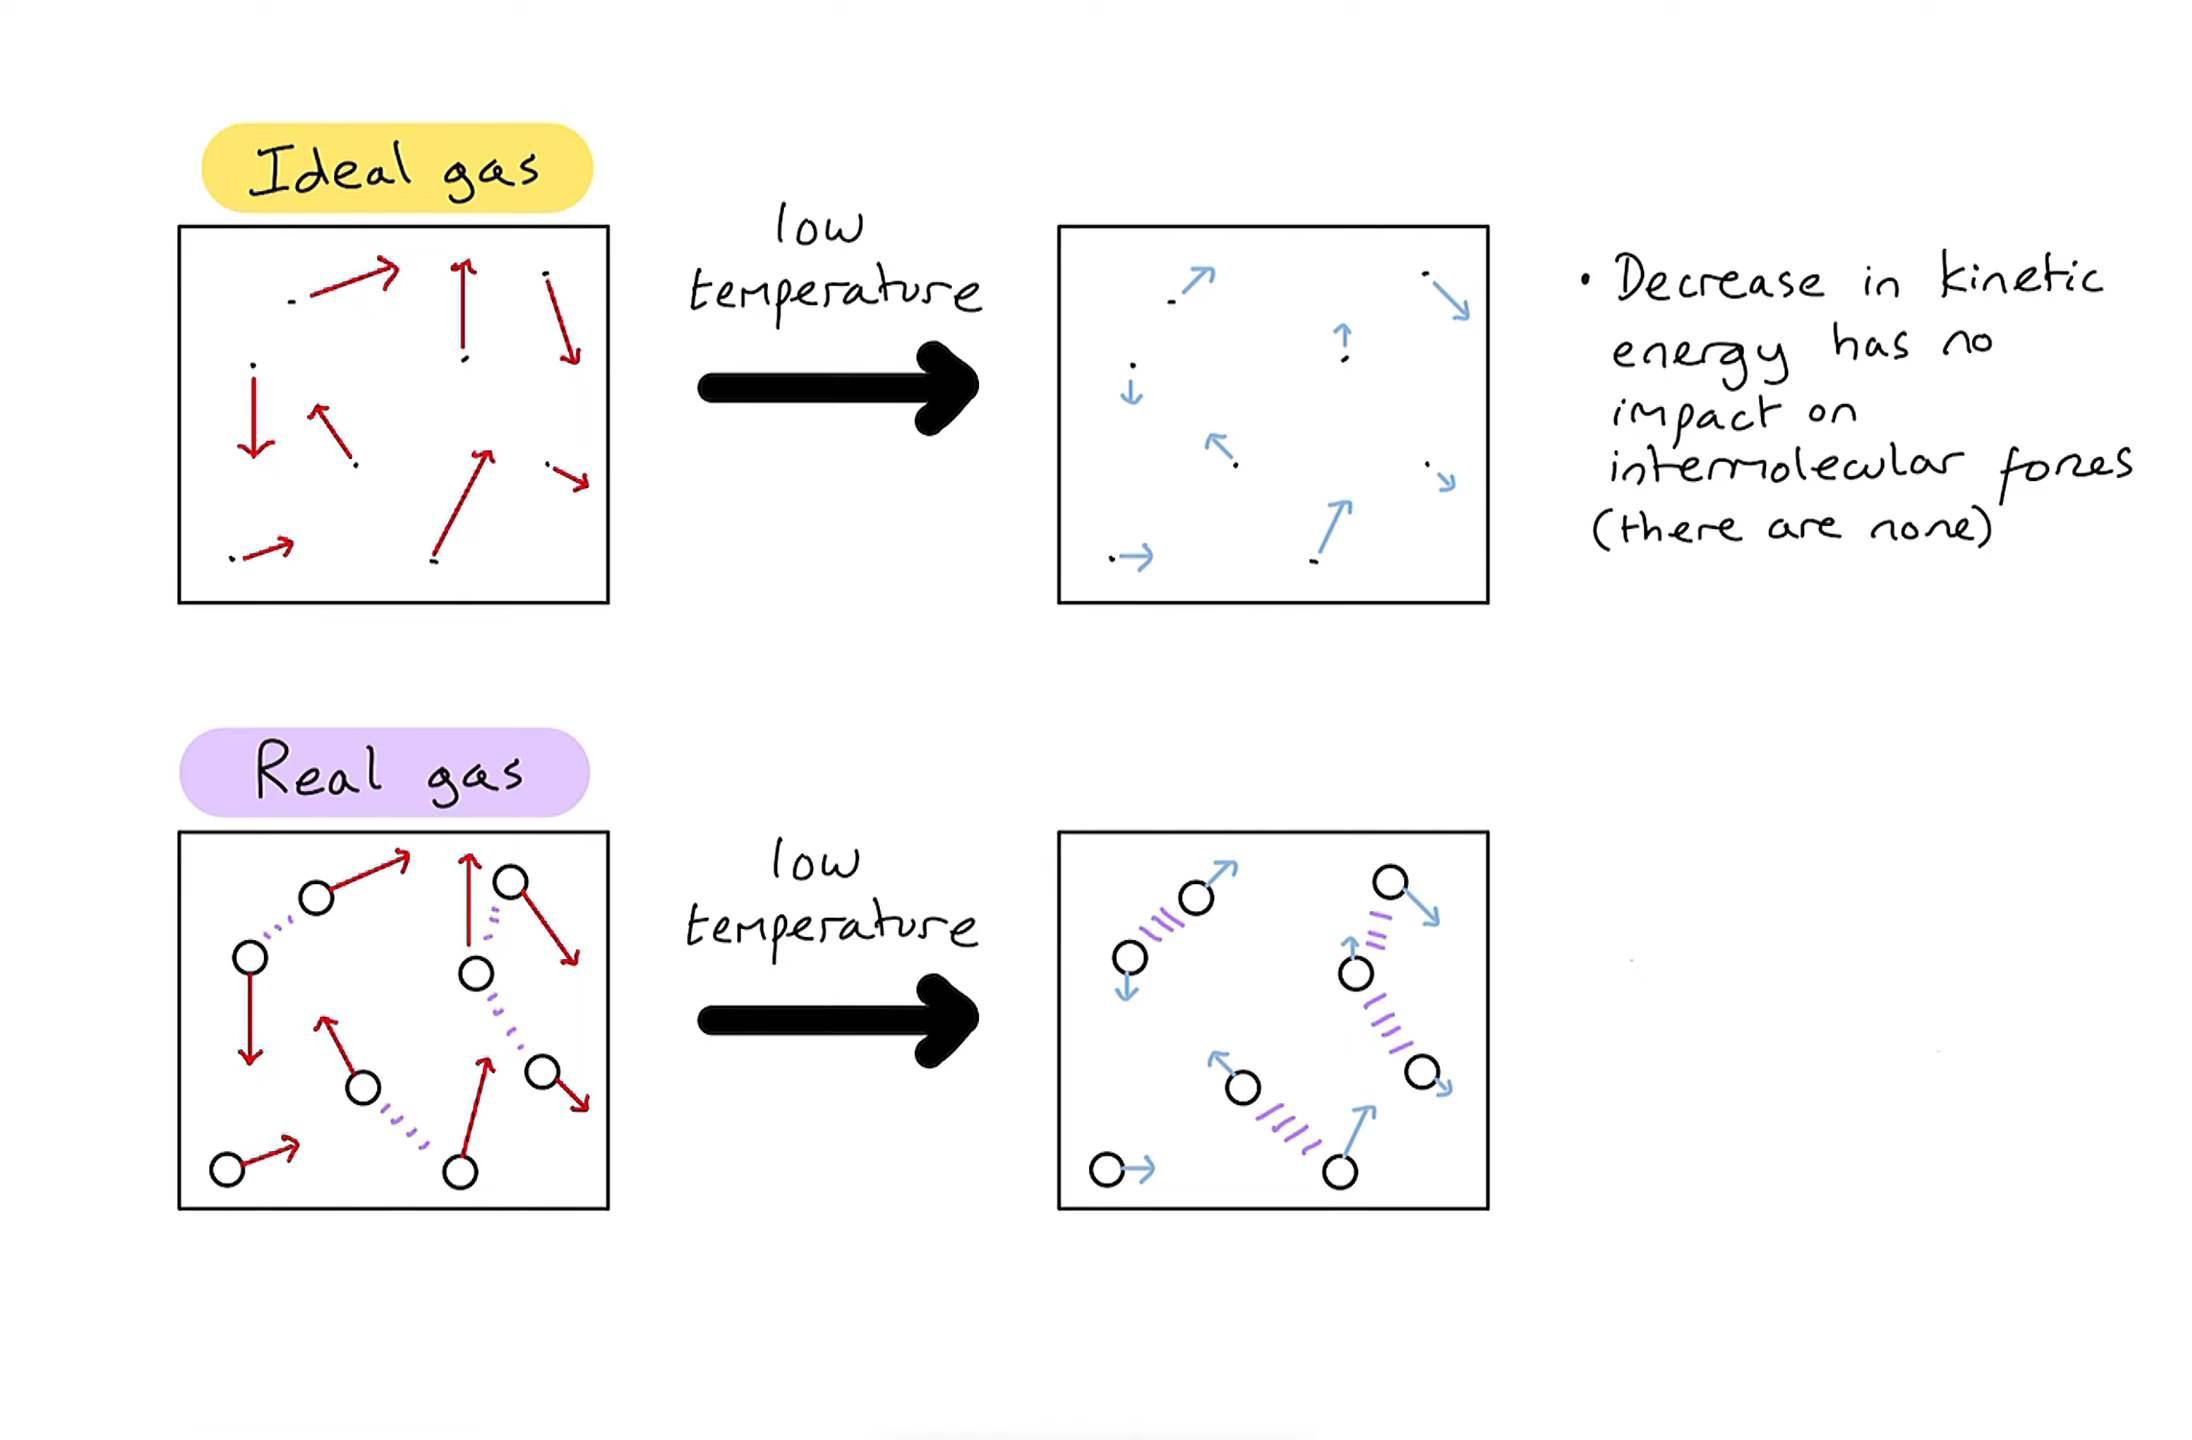 Ideal gas
low
temperature
• Decrease in kinetic
energy has no
impact on
intermolecular forces
(there are none)
Real gas
low
temperature